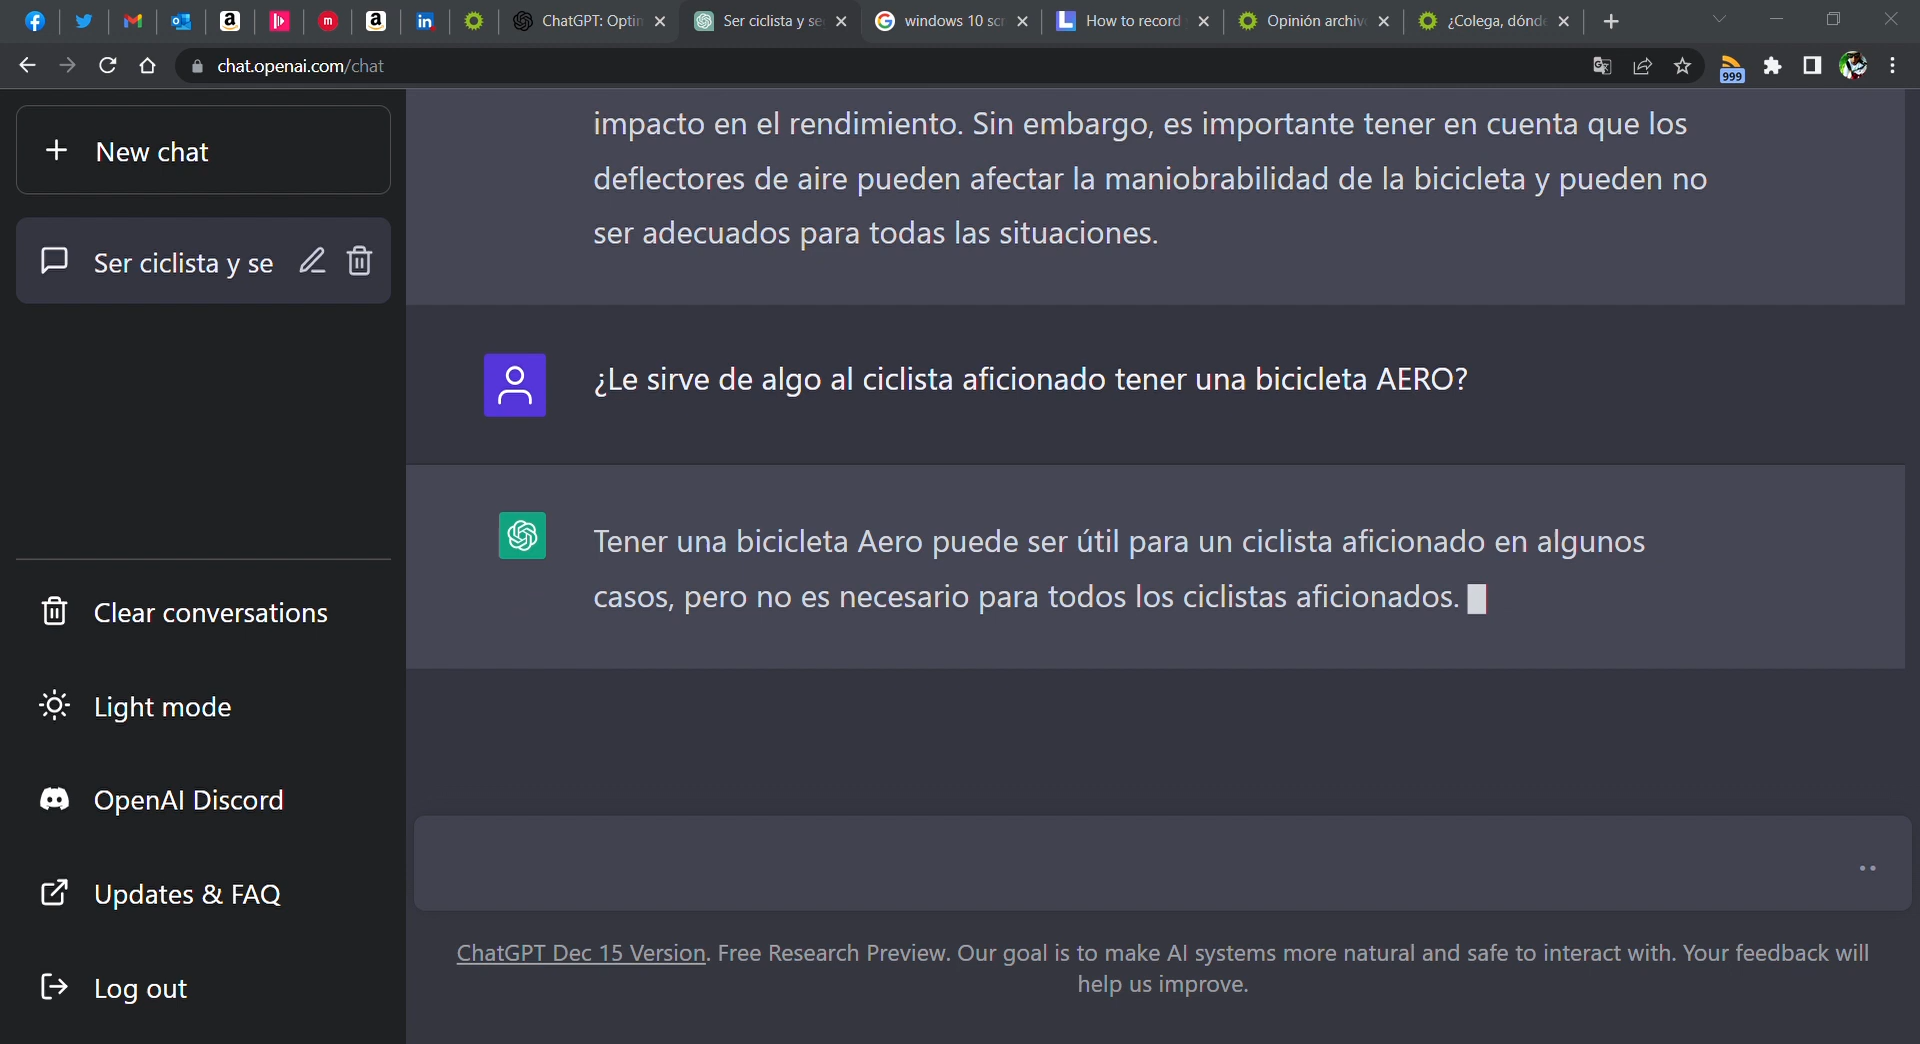 ChatGPT: Optin
Ser ciclista y se
windows 10 sc
How to record
Opinión archiv
¿Colega, dónde
chat.openai.com/chat
999
New chat
Ser ciclista y se
Clear conversations
Light mode
OpenAI Discord
Updates & FAQ
Log out
impacto en el rendimiento. Sin embargo, es importante tener en cuenta que los
deflectores de aire pueden afectar la maniobrabilidad de la bicicleta y pueden no
ser adecuados para todas las situaciones.
¿Le sirve de algo al ciclista aficionado tener una bicicleta AERO?
Tener una bicicleta Aero puede ser útil para un ciclista aficionado en algunos
casos, pero no es necesario para todos los ciclistas aficionados.
ChatGPT Dec 15 Version. Free Research Preview. Our goal is to make AI systems more natural and safe to interact with. Your feedback will
help us improve.